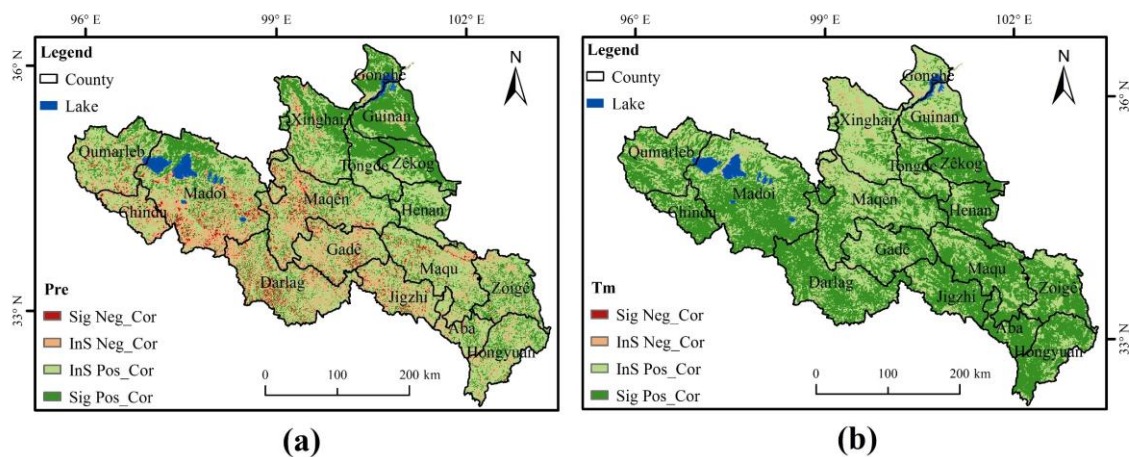 96° E
99° E
102° E
36° N
33° N
Legend
County
Lake
N
Gonghe
Guinan
Xinghai
Tongde
Zêkog
Qumarleb
Madoi
Chindu
Maqên
Henan
Gadê
Maqu
Darlag
Jigzhi
Zoigê
Aba
Hongyuan
Pre
Sig Neg_Cor
InS Neg_Cor
InS Pos_Cor
Sig Pos_Cor
0 100 200 km
(a)
96° E
99° E
102° E
36° N
33° N
Legend
County
Lake
N
Gonghe
Guinan
Xinghai
Tongde
Zêkog
Qumarleb
Madoi
Chindu
Maqên
Henan
Gadê
Maqu
Darlag
Jigzhi
Zoigê
Aba
Hongyuan
Tm
Sig Neg_Cor
InS Neg_Cor
InS Pos_Cor
Sig Pos_Cor
0 100 200 km
(b)